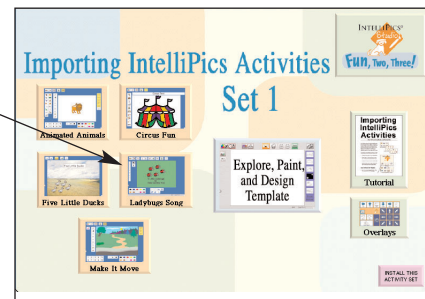 INTELLIPICS®
Studio
FUN, TWO, THREE!
Importing IntelliPics Activities
Set 1
Animated Animals
Circus Fun
Five Little Ducks
Ladybugs Song
Make It Move
Explore, Paint,
and Design
Template
Importing
IntelliPics
Activities
Tutorial
Overlays
INSTALL THIS
ACTIVITY SET